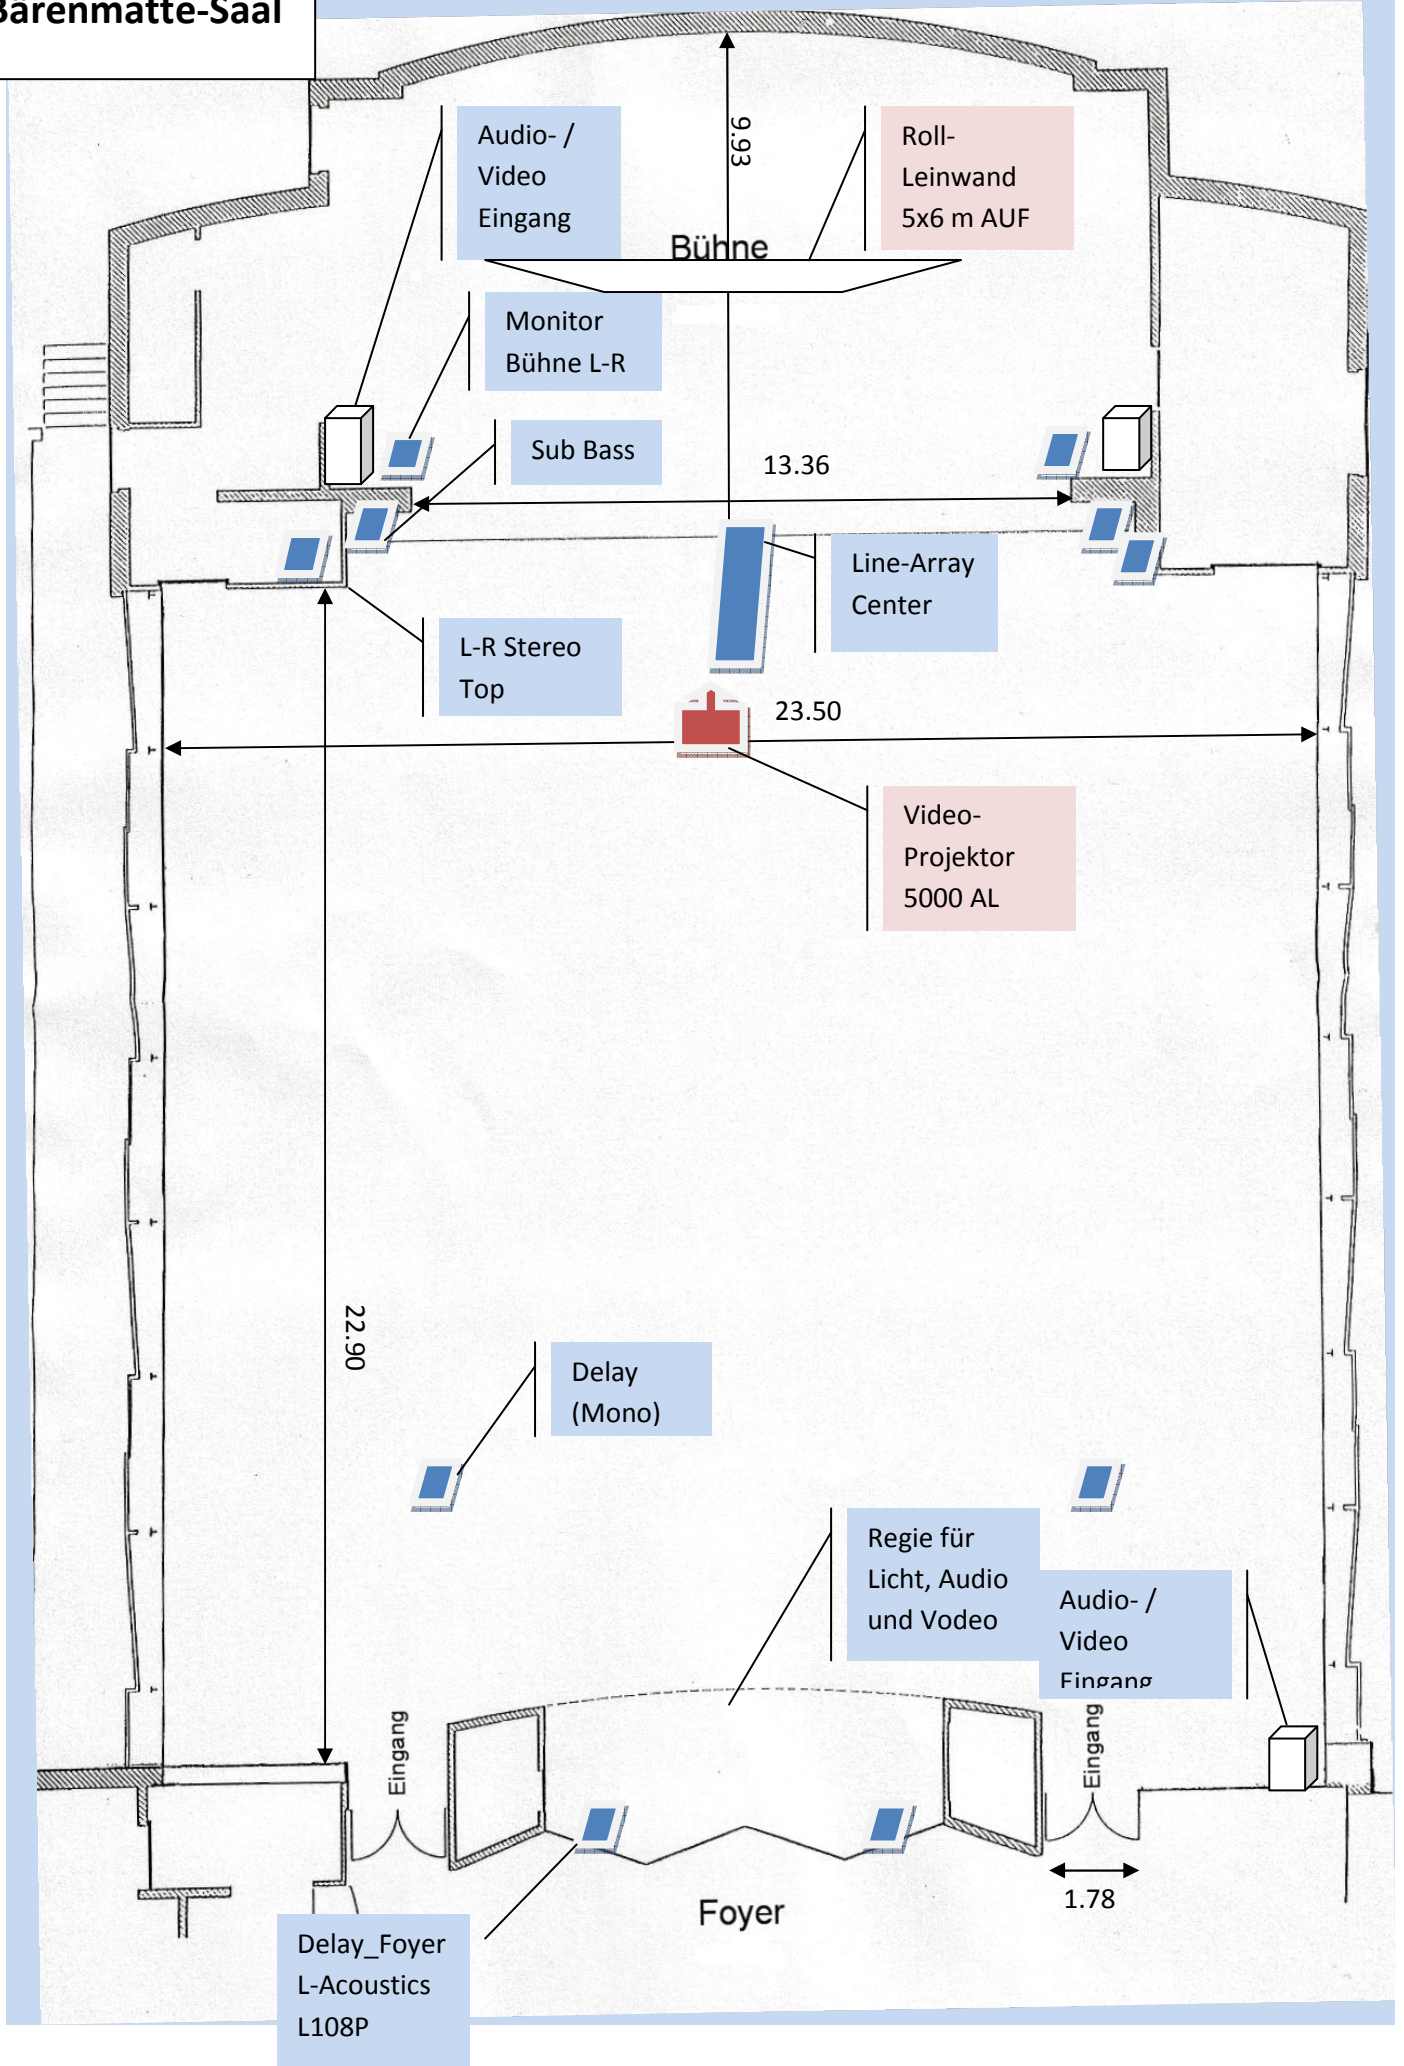 Bärenmatte-Saal
Audio- /
Video
Eingang
9.93
Roll-
Leinwand
5x6 m AUF
Bühne
Monitor
Bühne L-R
Sub Bass
13.36
Line-Array
Center
L-R Stereo
Top
23.50
Video-
Projektor
5000 AL
22.90
Delay
(Mono)
Regie für
Licht, Audio
und Vodeo
Audio- /
Video
Eingang
Eingang
Eingang
1.78
Foyer
Delay_Foyer
L-Acoustics
L108P